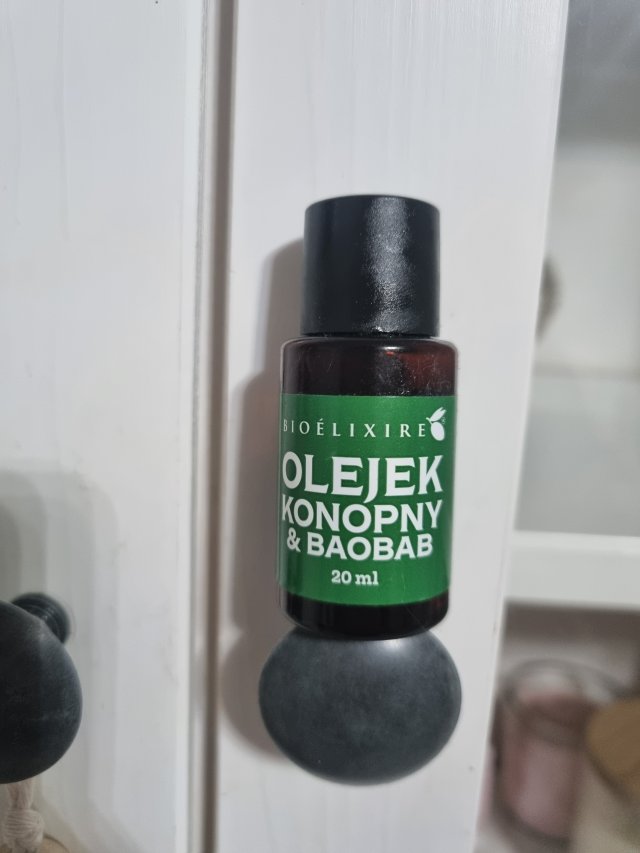 BIOÉLIXIRE
OLEJEK
KONOPNY
& BAOBAB
20 ml